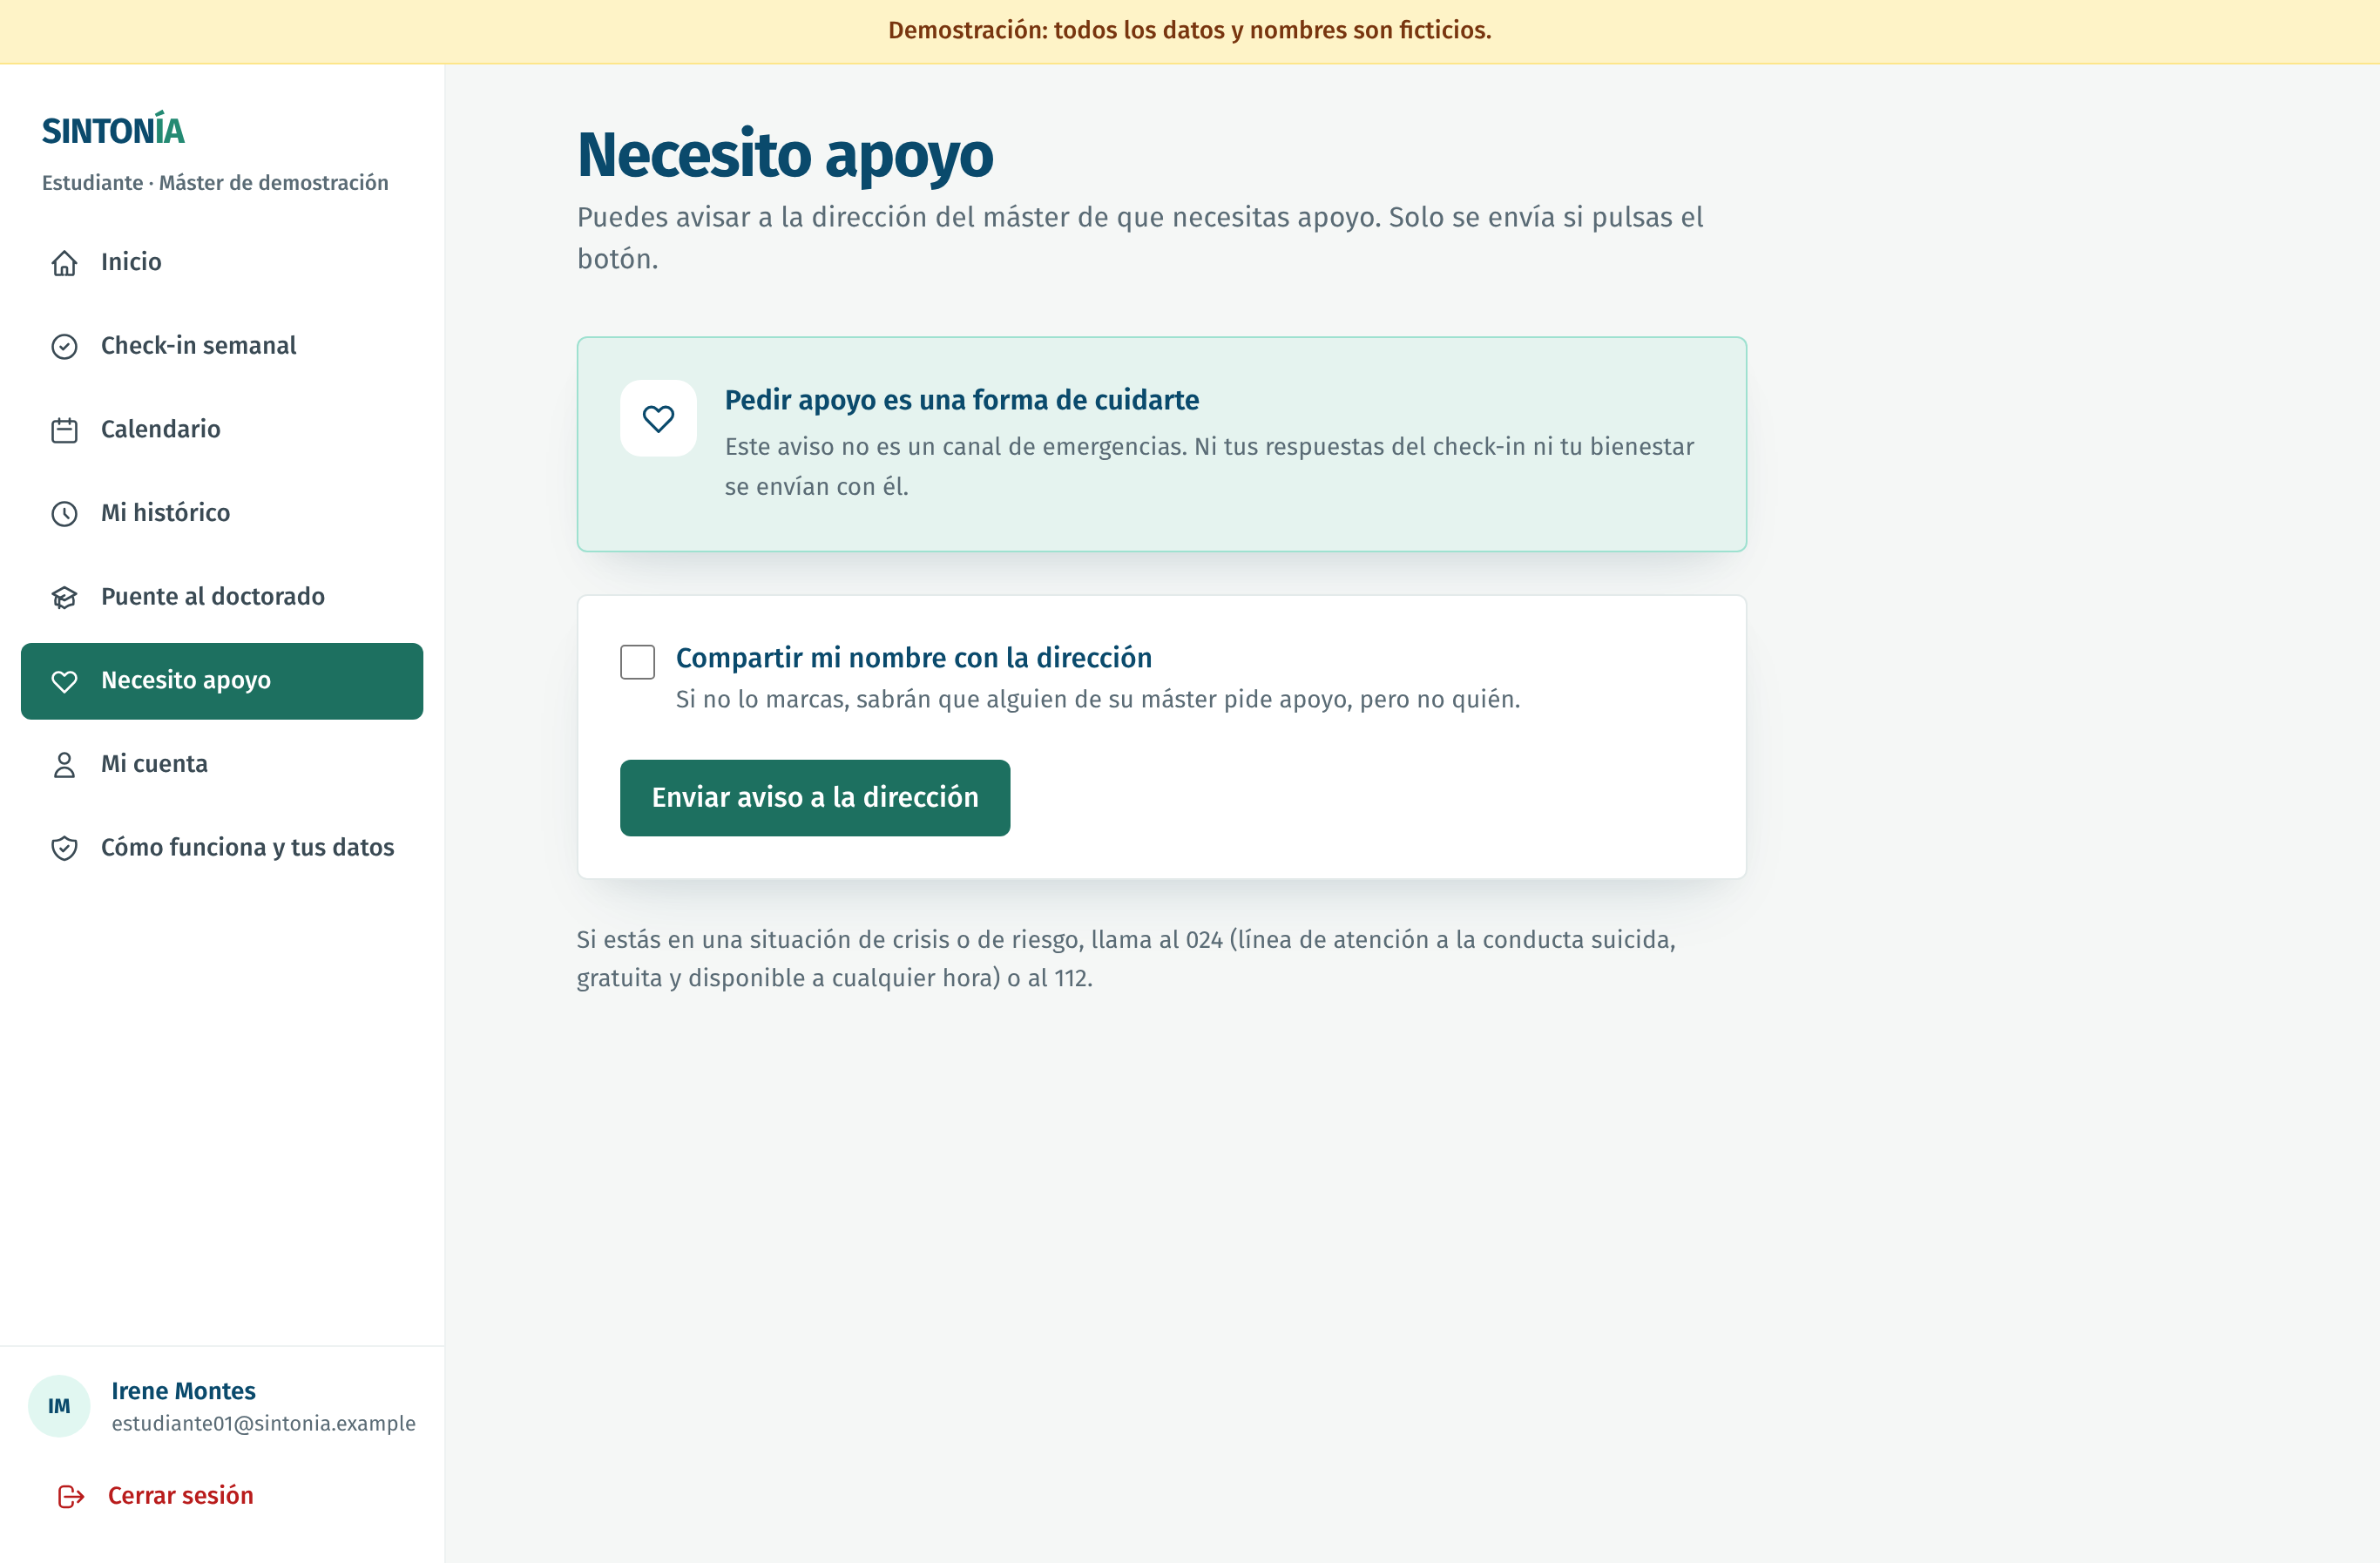 Demostración: todos los datos y nombres son ficticios.
SINTONÍA
Estudiante · Máster de demostración
Inicio
Check-in semanal
Calendario
Mi histórico
Puente al doctorado
Necesito apoyo
Mi cuenta
Cómo funciona y tus datos
IM
Irene Montes
estudiante01@sintonia.example
Cerrar sesión
Necesito apoyo
Puedes avisar a la dirección del máster de que necesitas apoyo. Solo se envía si pulsas el
botón.
Pedir apoyo es una forma de cuidarte
Este aviso no es un canal de emergencias. Ni tus respuestas del check-in ni tu bienestar
se envían con él.
Compartir mi nombre con la dirección
Si no lo marcas, sabrán que alguien de su máster pide apoyo, pero no quién.
Enviar aviso a la dirección
Si estás en una situación de crisis o de riesgo, llama al 024 (línea de atención a la conducta suicida,
gratuita y disponible a cualquier hora) o al 112.